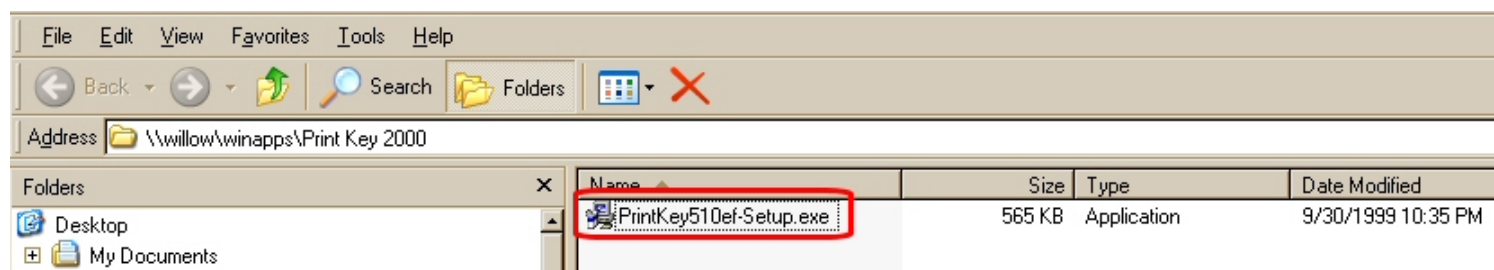 File Edit View Favorites Tools Help
Back Search Folders
Address \\willow\winapps\Print Key 2000
Folders Name Size Type Date Modified
Desktop PrintKey510ef-Setup.exe 565 KB Application 9/30/1999 10:35 PM
My Documents